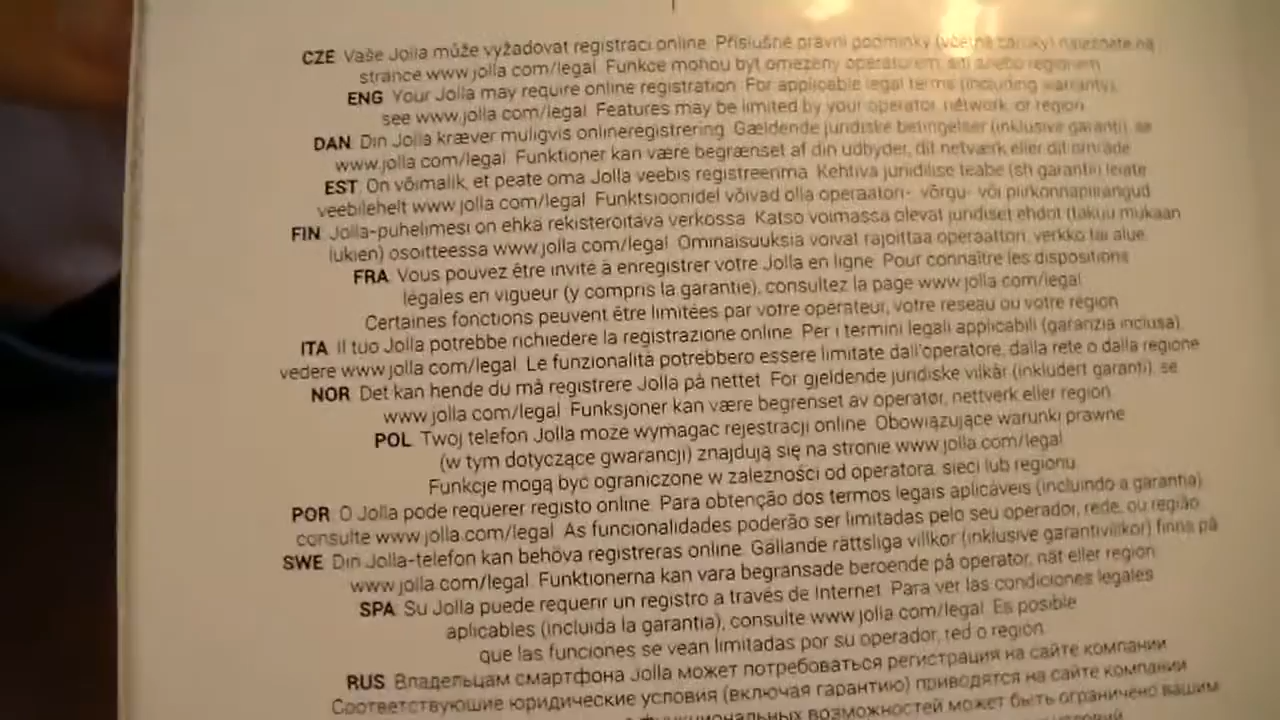 CZE Vaše Jolla může vyžadovat registraci online. Příslušné právní podmínky (včetně záruky) naleznete na
stránce www.jolla.com/legal. Funkce mohou být omezeny operátorem, sítí a/nebo regionem.
ENG Your Jolla may require online registration. For applicable legal terms (including warranty),
see www.jolla.com/legal. Features may be limited by your operator, network, or region.
DAN Din Jolla kræver muligvis onlineregistrering. Gældende juridiske betingelser (inklusive garanti), se
www.jolla.com/legal. Funktioner kan være begrænset af din udbyder, dit netværk eller dit område.
EST On võimalik, et peate oma Jolla veebis registreerima. Kehtiva juriidilise teabe (sh garantii) leiate
veebilehelt www.jolla.com/legal. Funktsioonidel võivad olla operaatori-, võrgu- või piirkonnapiirangud.
FIN Jolla-puhelimesi on ehkä rekisteröitävä verkossa. Katso voimassa olevat juridiset ehdot (takuu mukaan
lukien) osoitteessa www.jolla.com/legal. Ominaisuuksia voivat rajoittaa operaattori, verkko tai alue.
FRA Vous pouvez être invité à enregistrer votre Jolla en ligne. Pour connaître les dispositions
légales en vigueur (y compris la garantie), consultez la page www.jolla.com/legal.
Certaines fonctions peuvent être limitées par votre opérateur, votre réseau ou votre région.
ITA Il tuo Jolla potrebbe richiedere la registrazione online. Per i termini legali applicabili (garanzia inclusa),
vedere www.jolla.com/legal. Le funzionalità potrebbero essere limitate dall'operatore, dalla rete o dalla regione.
NOR Det kan hende du må registrere Jolla på nettet. For gjeldende juridiske vilkår (inkludert garanti), se
www.jolla.com/legal. Funksjoner kan være begrenset av operatør, nettverk eller region.
POL Twój telefon Jolla może wymagać rejestracji online. Obowiązujące warunki prawne
(w tym dotyczące gwarancji) znajdują się na stronie www.jolla.com/legal.
Funkcje mogą być ograniczone w zależności od operatora, sieci lub regionu.
POR O Jolla pode requerer registo online. Para obtenção dos termos legais aplicáveis (incluindo a garantia)
consulte www.jolla.com/legal. As funcionalidades poderão ser limitadas pelo seu operador, rede, ou região.
SWE Din Jolla-telefon kan behöva registreras online. Gällande rättsliga villkor (inklusive garantivillkor) finns på
www.jolla.com/legal. Funktionerna kan vara begränsade beroende på operatör, nät eller region.
SPA Su Jolla puede requerir un registro a través de Internet. Para ver las condiciones legales
aplicables (incluida la garantía), consulte www.jolla.com/legal. Es posible
que las funciones se vean limitadas por su operador, red o región.
RUS Владельцам смартфона Jolla может потребоваться регистрация на сайте компании.
Соответствующие юридические условия (включая гарантию) приводятся на сайте компании
функциональных возможностей может быть ограничено вашим